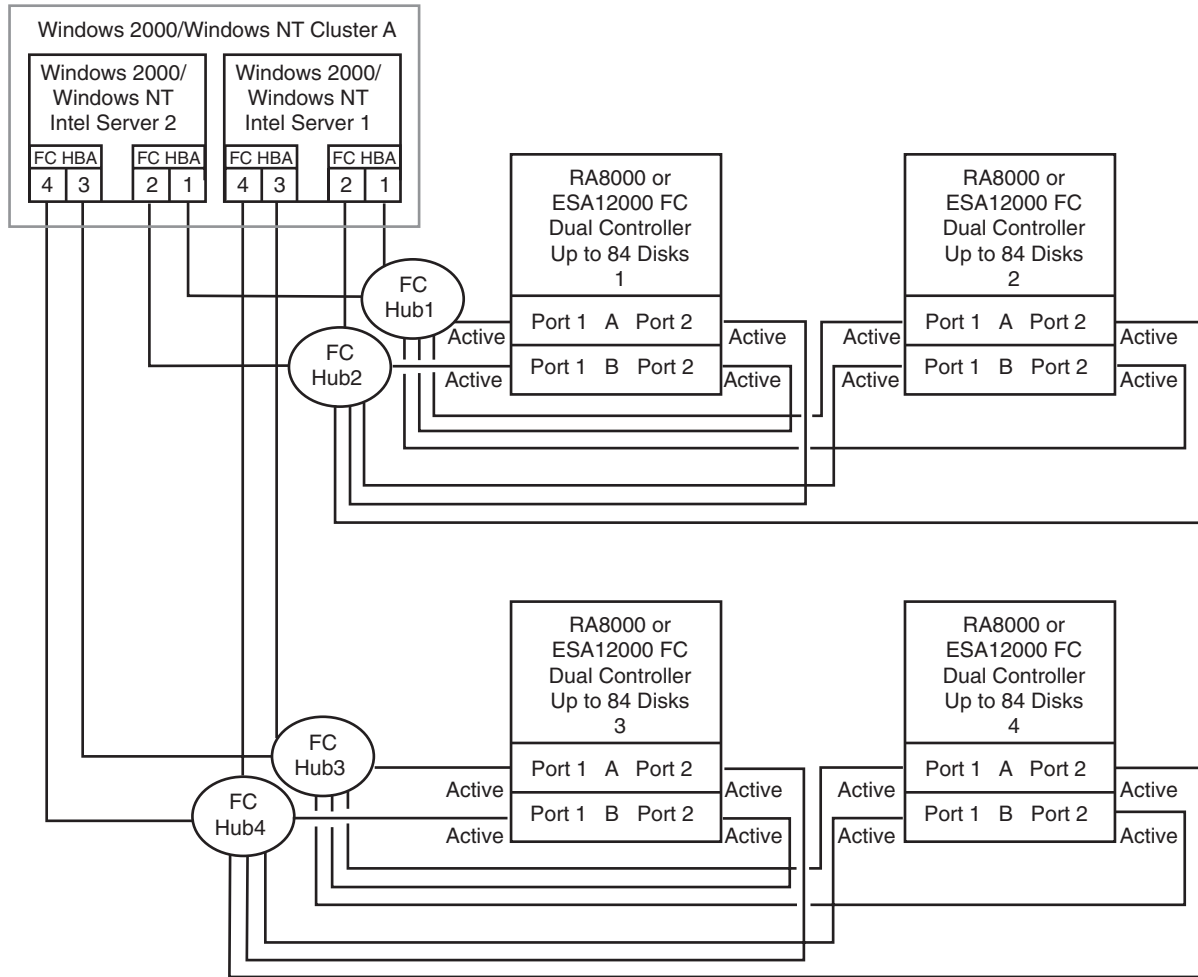 Windows 2000/Windows NT Cluster A
Windows 2000/
Windows NT
Intel Server 2
FC HBA
4 3
FC HBA
2 1
Windows 2000/
Windows NT
Intel Server 1
FC HBA
4 3
FC HBA
2 1
FC
Hub1
FC
Hub2
RA8000 or
ESA12000 FC
Dual Controller
Up to 84 Disks
1
Port 1 A Port 2
Port 1 B Port 2
Active
Active
Active
Active
RA8000 or
ESA12000 FC
Dual Controller
Up to 84 Disks
2
Port 1 A Port 2
Port 1 B Port 2
Active
Active
Active
Active
FC
Hub3
FC
Hub4
RA8000 or
ESA12000 FC
Dual Controller
Up to 84 Disks
3
Port 1 A Port 2
Port 1 B Port 2
Active
Active
Active
Active
RA8000 or
ESA12000 FC
Dual Controller
Up to 84 Disks
4
Port 1 A Port 2
Port 1 B Port 2
Active
Active
Active
Active